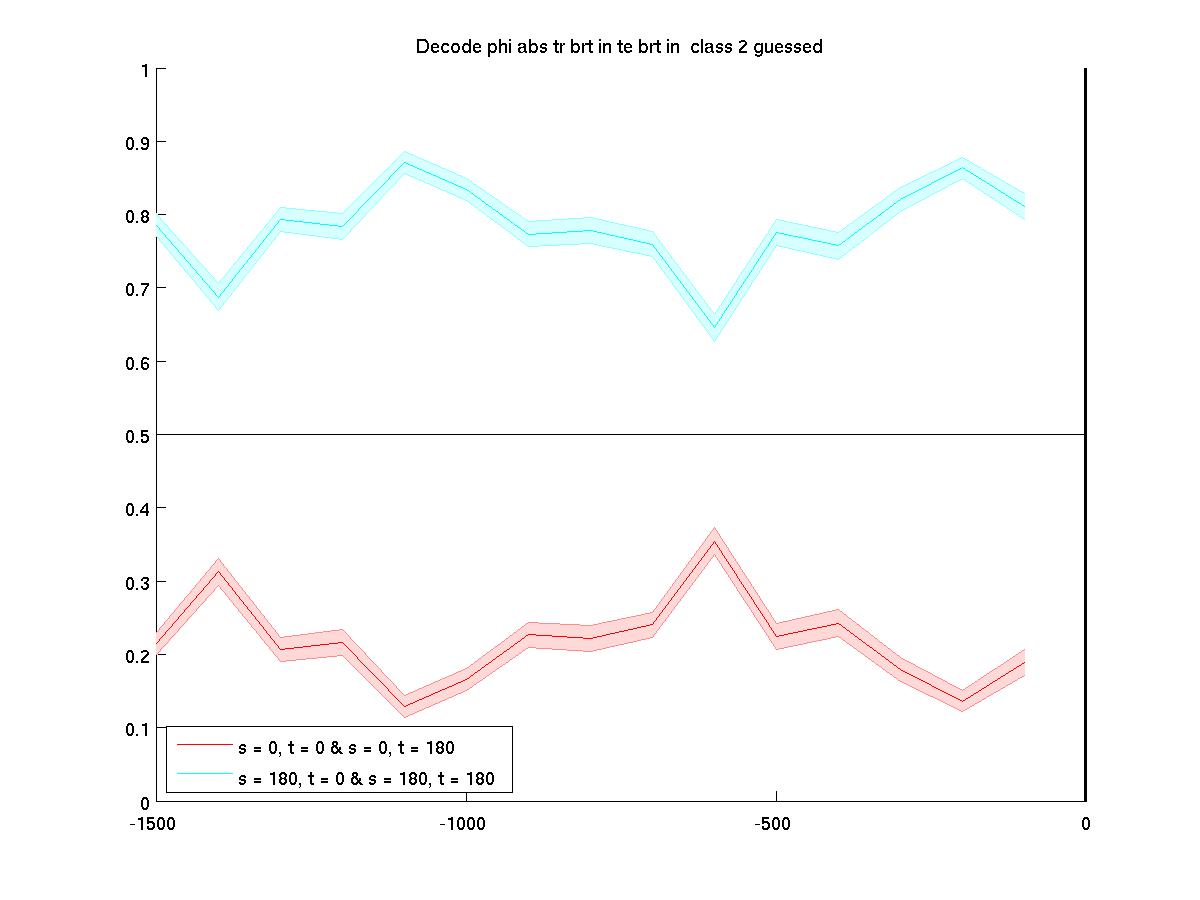 Decode phi abs tr brt in te brt in  class 2 guessed
1
0.9
0.8
0.7
0.6
0.5
0.4
0.3
0.2
0.1
0
s = 0, t = 0 & s = 0, t = 180
s = 180, t = 0 & s = 180, t = 180
-1500 -1000 -500 0